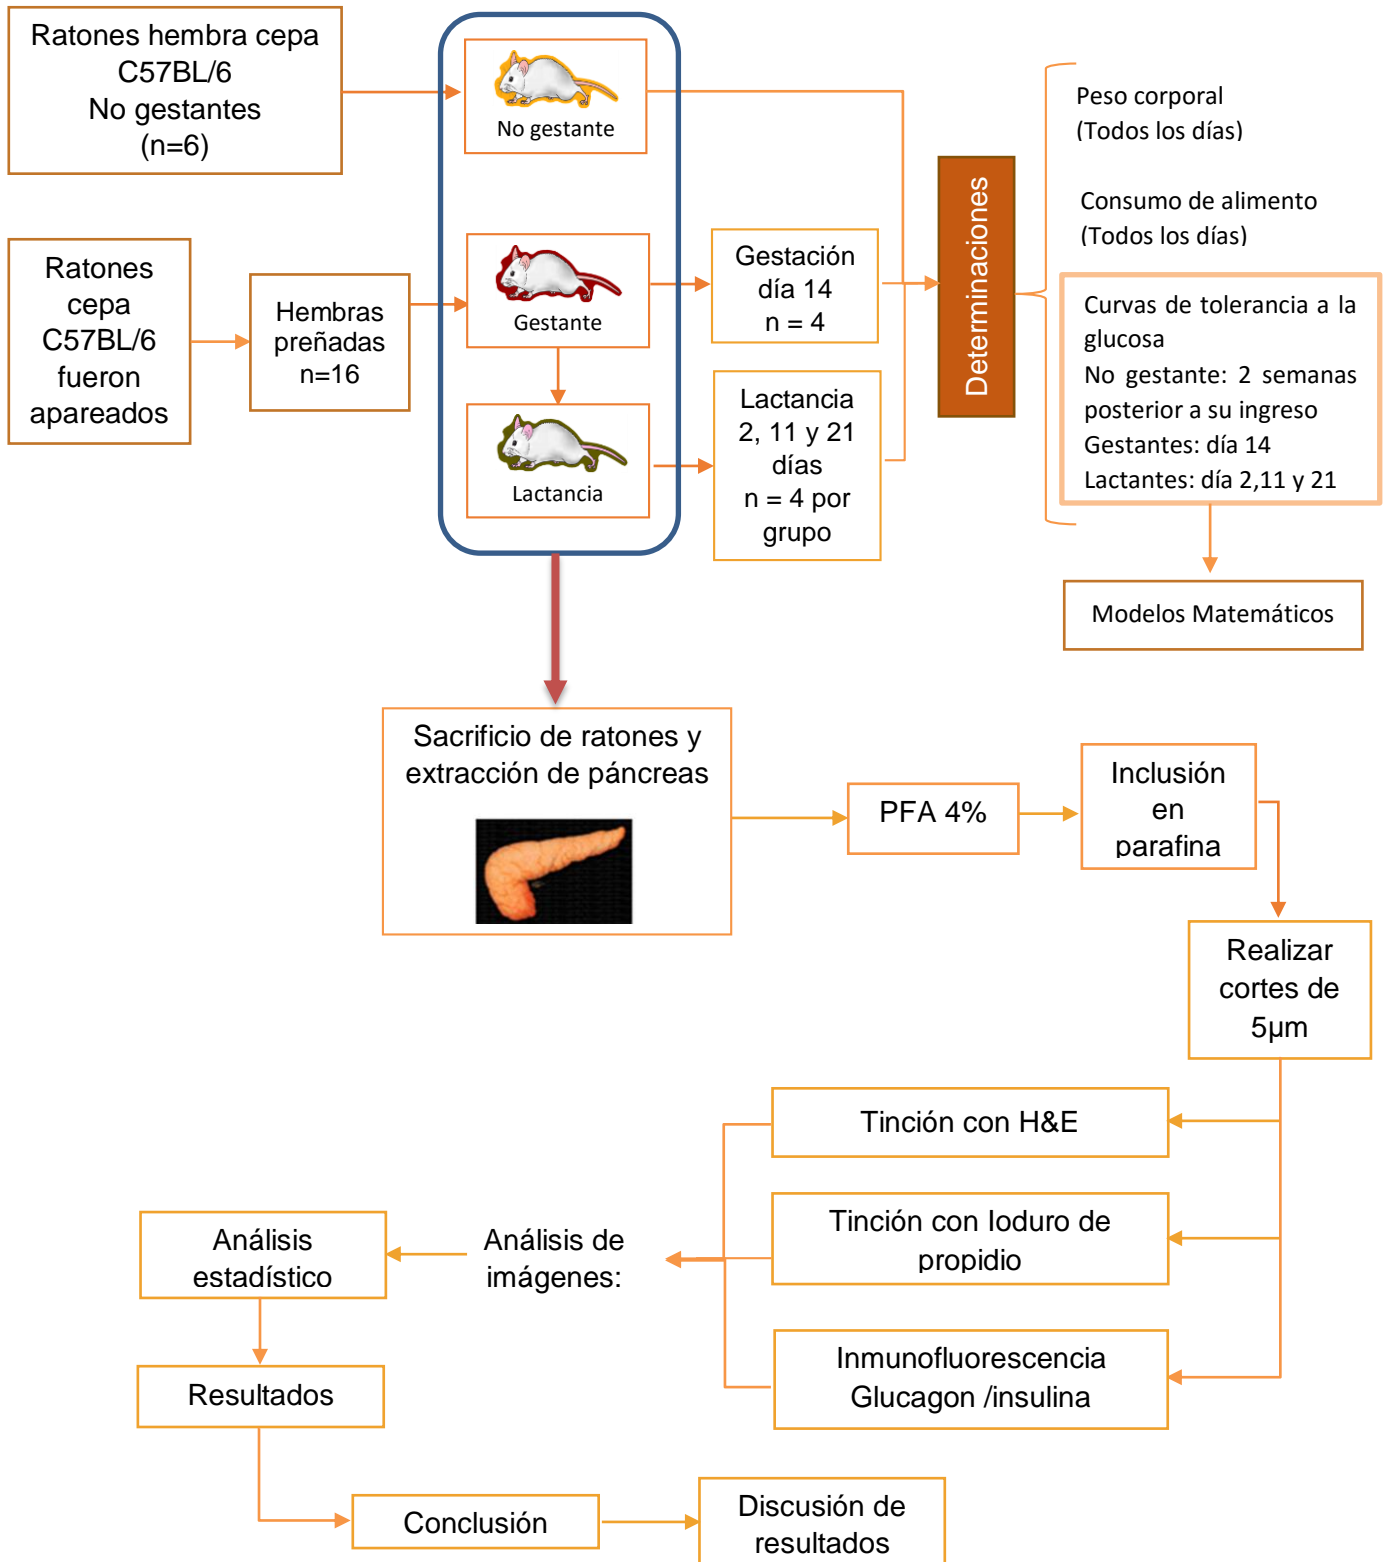 Ratones hembra cepa
C57BL/6
No gestantes
(n=6)
No gestante
Ratones
cepa
C57BL/6
fueron
apareados
Hembras
preñadas
n=16
Gestante
Lactancia
Gestación
día 14
n = 4
Lactancia
2, 11 y 21
días
n = 4 por
grupo
Determinaciones
Peso corporal
(Todos los días)
Consumo de alimento
(Todos los días)
Curvas de tolerancia a la
glucosa
No gestante: 2 semanas
posterior a su ingreso
Gestantes: día 14
Lactantes: día 2,11 y 21
Modelos Matemáticos
Sacrificio de ratones y
extracción de páncreas
PFA 4%
Inclusión
en
parafina
Realizar
cortes de
5µm
Tinción con H&E
Tinción con Ioduro de
propidio
Inmunofluorescencia
Glucagon /insulina
Análisis de
imágenes:
Análisis
estadístico
Resultados
Conclusión
Discusión de
resultados